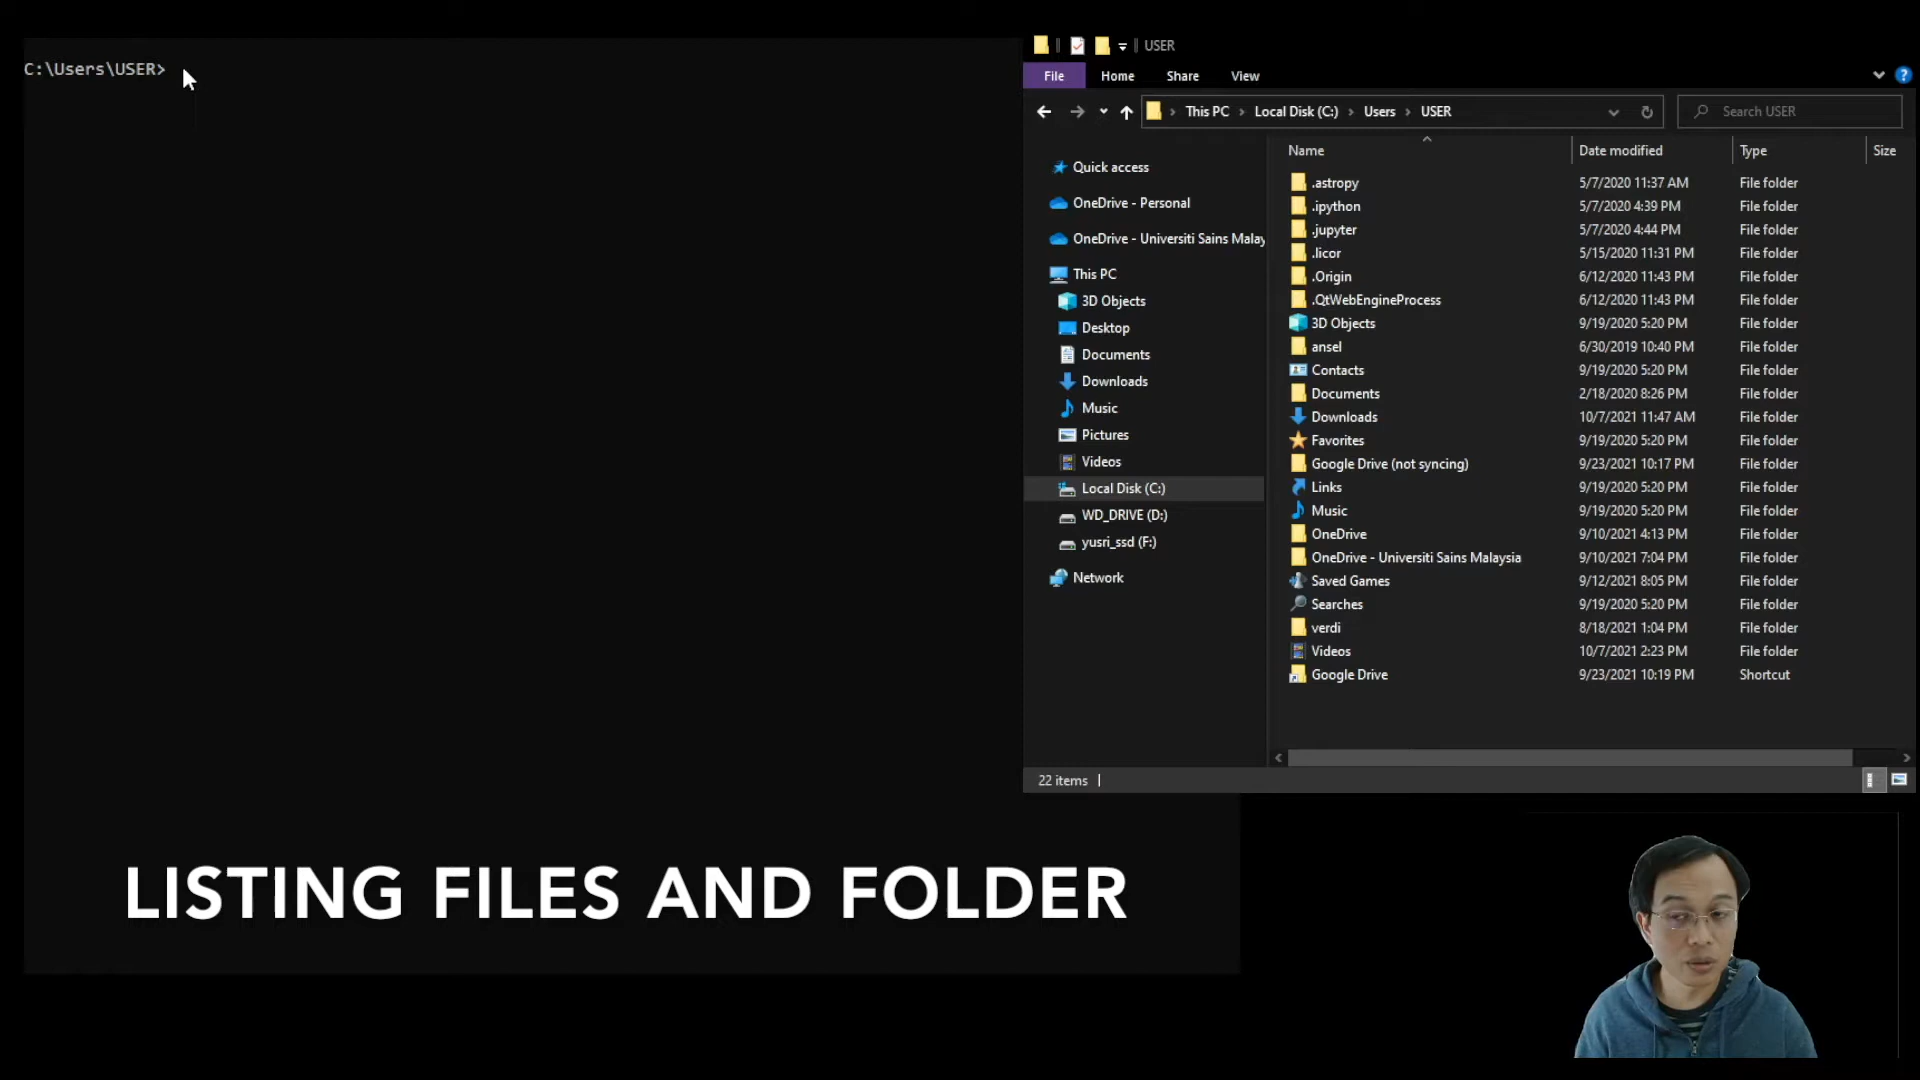 C:\Users\USER>
USER
File Home Share View
This PC Local Disk (C:) Users USER
Search USER
Name Date modified Type Size
Quick access
OneDrive - Personal
OneDrive - Universiti Sains Malay
This PC
3D Objects
Desktop
Documents
Downloads
Music
Pictures
Videos
Local Disk (C:)
WD_DRIVE (D:)
yusri_ssd (F:)
Network
.astropy 5/7/2020 11:37 AM File folder
.ipython 5/7/2020 4:39 PM File folder
.jupyter 5/7/2020 4:44 PM File folder
.licor 5/15/2020 11:31 PM File folder
.Origin 6/12/2020 11:43 PM File folder
.QtWebEngineProcess 6/12/2020 11:43 PM File folder
3D Objects 9/19/2020 5:20 PM File folder
ansel 6/30/2019 10:40 PM File folder
Contacts 9/19/2020 5:20 PM File folder
Documents 2/18/2020 8:26 PM File folder
Downloads 10/7/2021 11:47 AM File folder
Favorites 9/19/2020 5:20 PM File folder
Google Drive (not syncing) 9/23/2021 10:17 PM File folder
Links 9/19/2020 5:20 PM File folder
Music 9/19/2020 5:20 PM File folder
OneDrive 9/10/2021 4:13 PM File folder
OneDrive - Universiti Sains Malaysia 9/10/2021 7:04 PM File folder
Saved Games 9/12/2021 8:05 PM File folder
Searches 9/19/2020 5:20 PM File folder
verdi 8/18/2021 1:04 PM File folder
Videos 10/7/2021 2:23 PM File folder
Google Drive 9/23/2021 10:19 PM Shortcut
22 items
LISTING FILES AND FOLDER